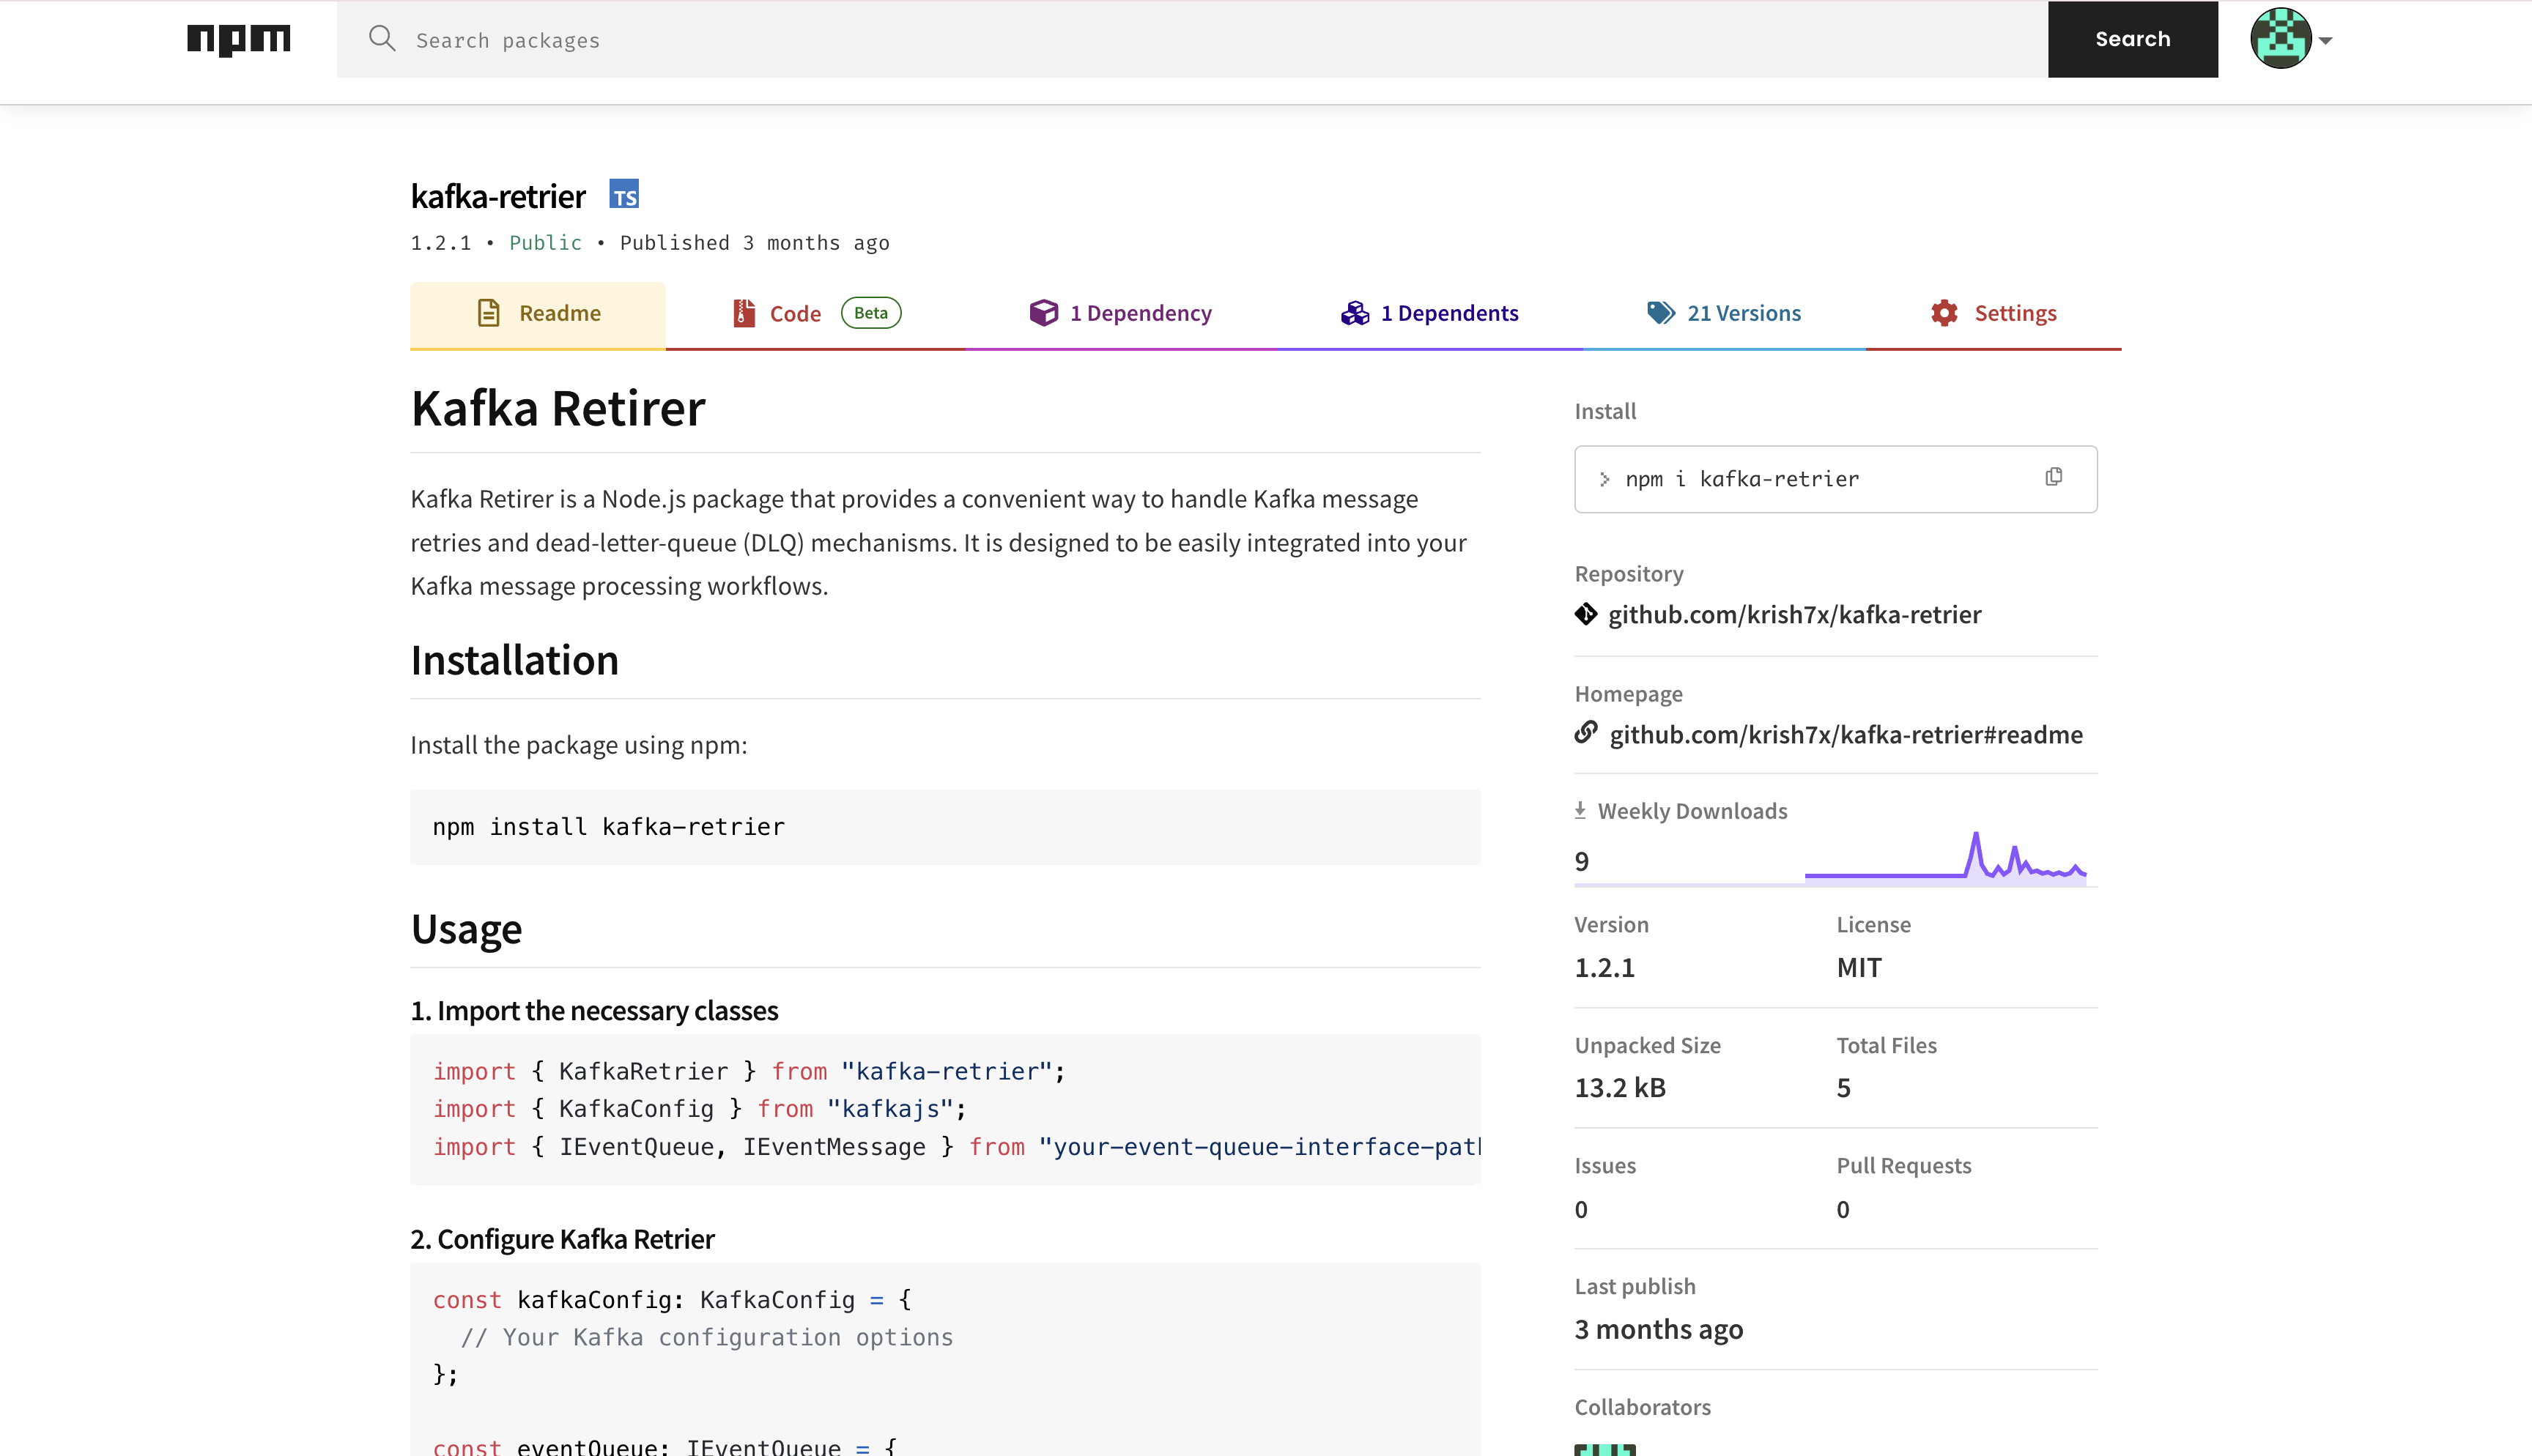 npm
Search packages
Search
kafka-retrier TS
1.2.1 • Public • Published 3 months ago
Readme
Code Beta
1 Dependency
1 Dependents
21 Versions
Settings
Kafka Retirer
Kafka Retirer is a Node.js package that provides a convenient way to handle Kafka message
retries and dead-letter-queue (DLQ) mechanisms. It is designed to be easily integrated into your
Kafka message processing workflows.
Installation
Install the package using npm:
npm install kafka-retrier
Usage
1. Import the necessary classes
import { KafkaRetrier } from "kafka-retrier";
import { KafkaConfig } from "kafkajs";
import { IEventQueue, IEventMessage } from "your-event-queue-interface-path
2. Configure Kafka Retrier
const kafkaConfig: KafkaConfig = {
// Your Kafka configuration options
};
const eventQueue: IEventQueue = {
Install
> npm i kafka-retrier
Repository
github.com/krish7x/kafka-retrier
Homepage
github.com/krish7x/kafka-retrier#readme
Weekly Downloads
9
Version
License
1.2.1
MIT
Unpacked Size
Total Files
13.2 kB
5
Issues
Pull Requests
0
0
Last publish
3 months ago
Collaborators